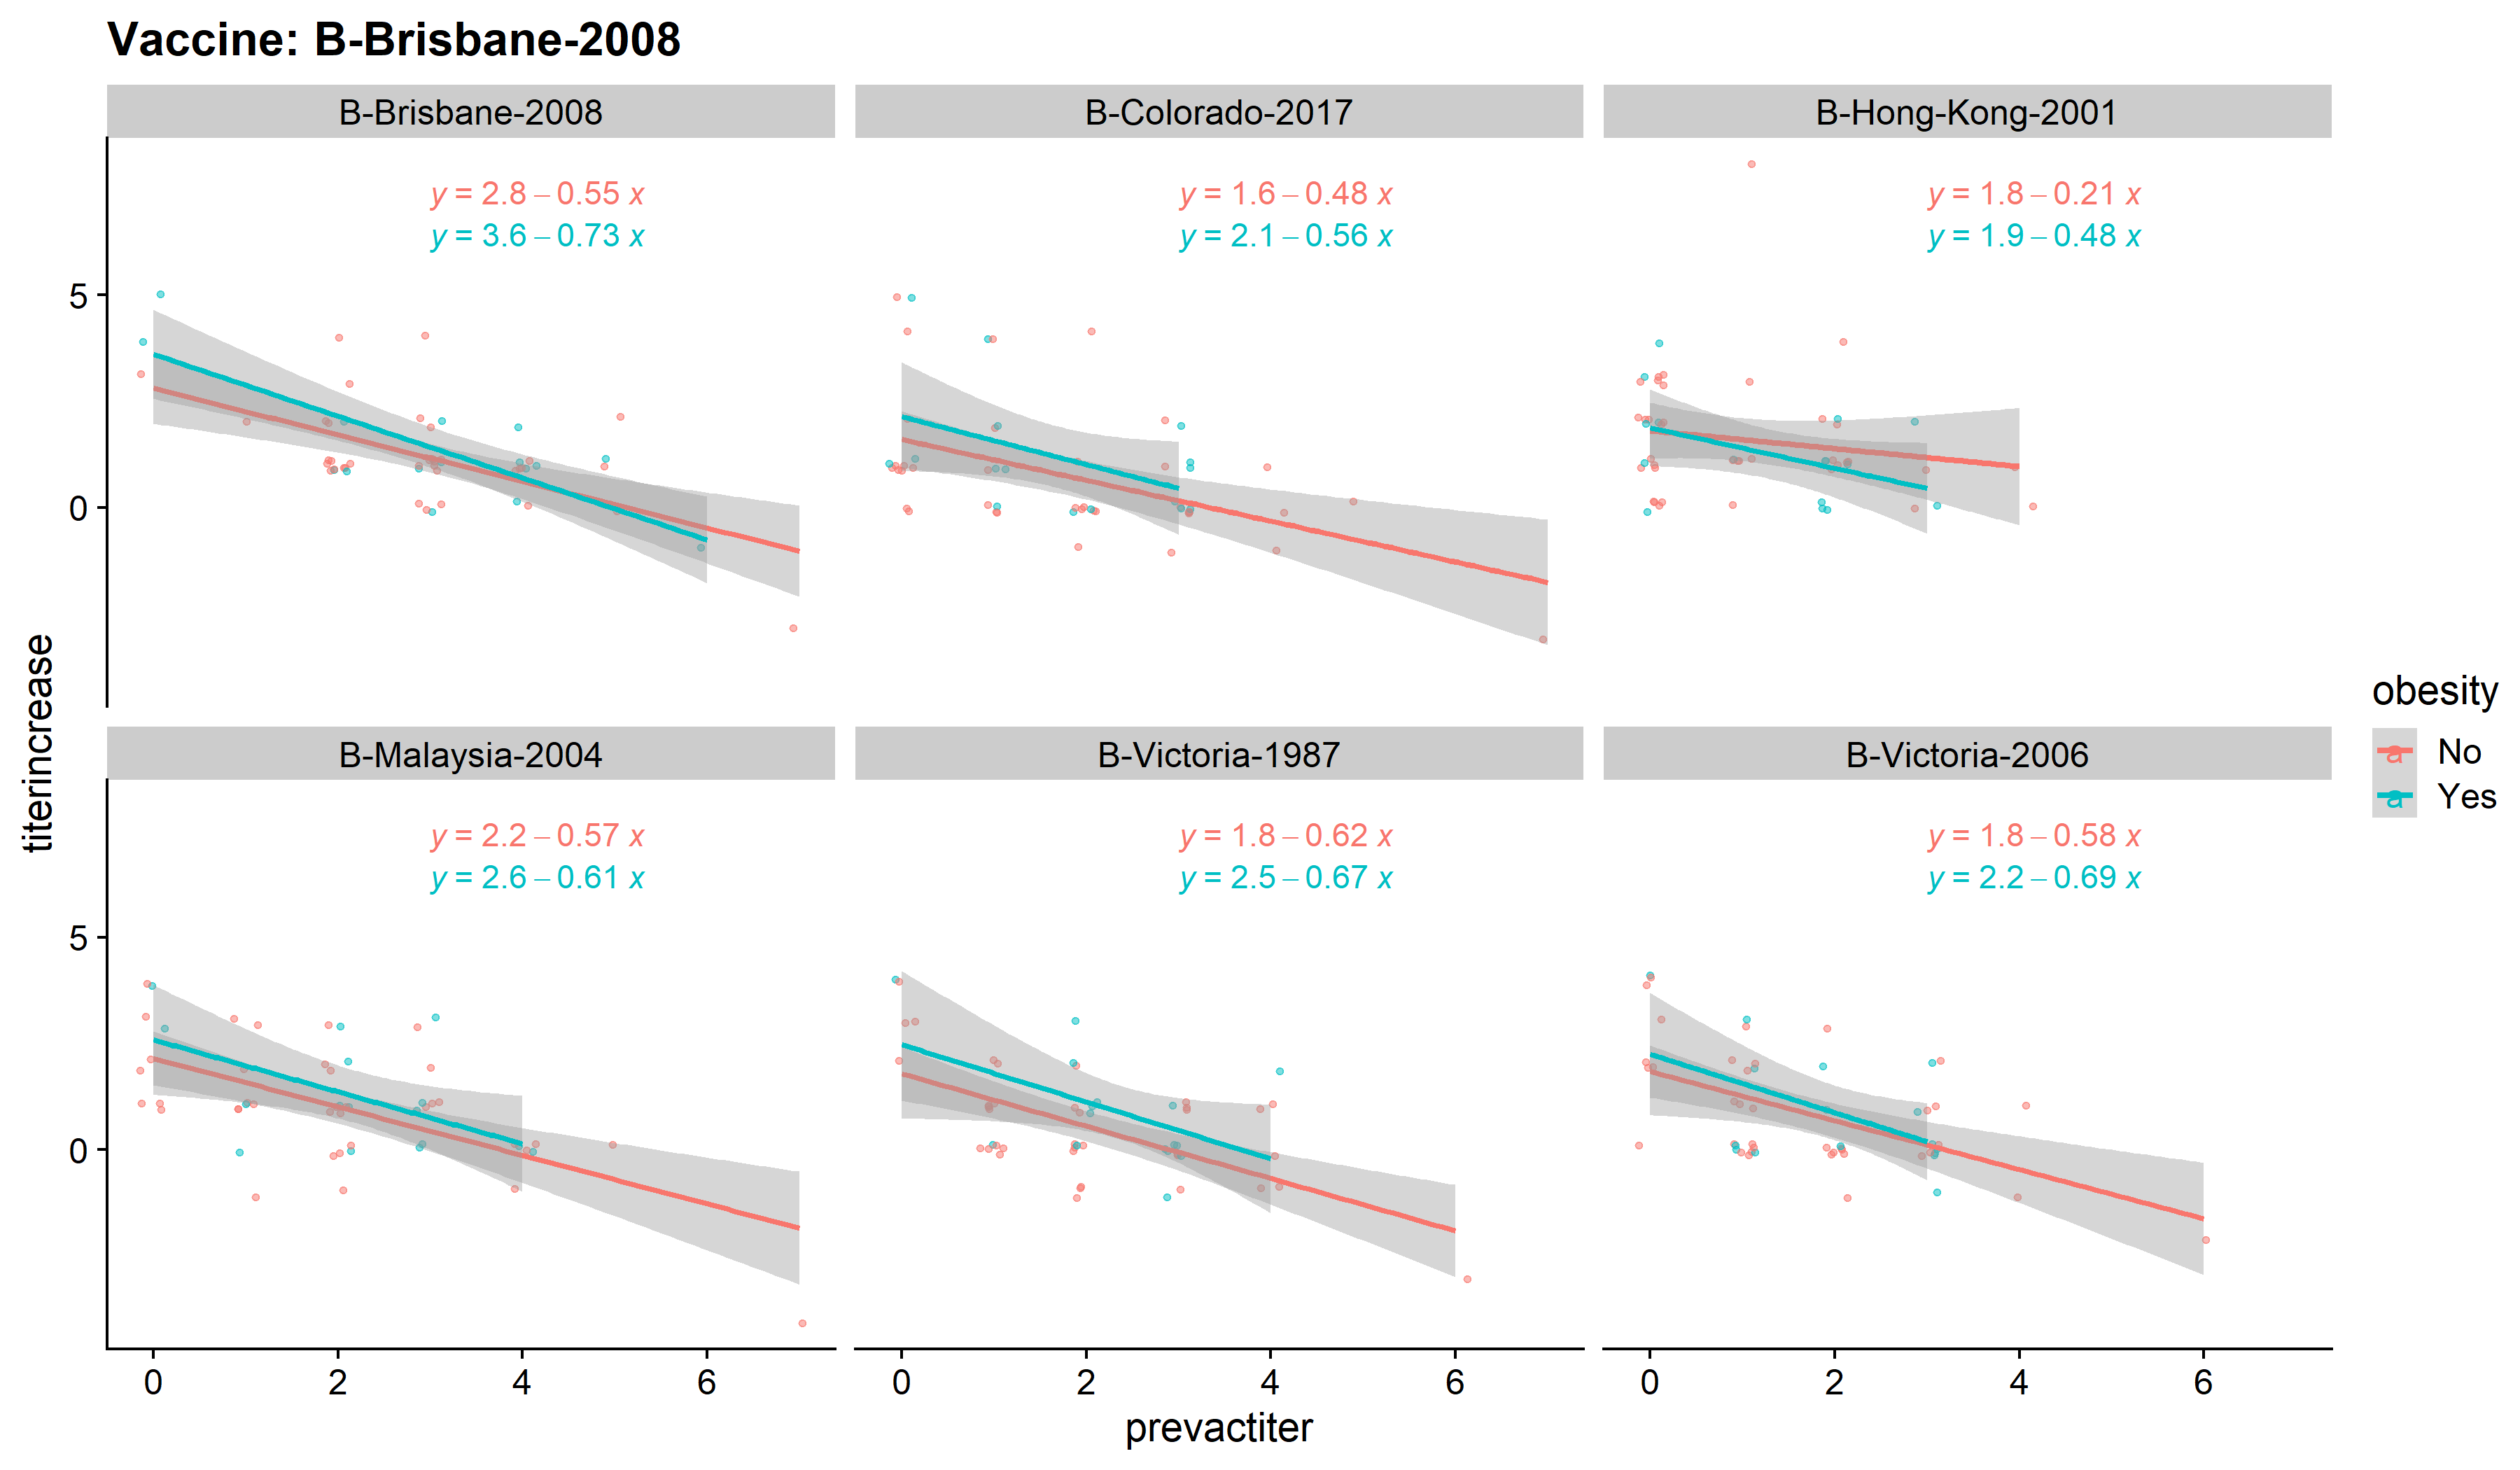 Vaccine: B-Brisbane-2008
B-Brisbane-2008
B-Colorado-2017
B-Hong-Kong-2001
y = 2.8 – 0.55 x
y = 3.6 – 0.73 x
y = 1.6 – 0.48 x
y = 2.1 – 0.56 x
y = 1.8 – 0.21 x
y = 1.9 – 0.48 x
5
0
B-Malaysia-2004
B-Victoria-1987
B-Victoria-2006
y = 2.2 – 0.57 x
y = 2.6 – 0.61 x
y = 1.8 – 0.62 x
y = 2.5 – 0.67 x
y = 1.8 – 0.58 x
y = 2.2 – 0.69 x
5
0
0 2 4 6
0 2 4 6
0 2 4 6
prevactiter
titerincrease
obesity
a No
a Yes